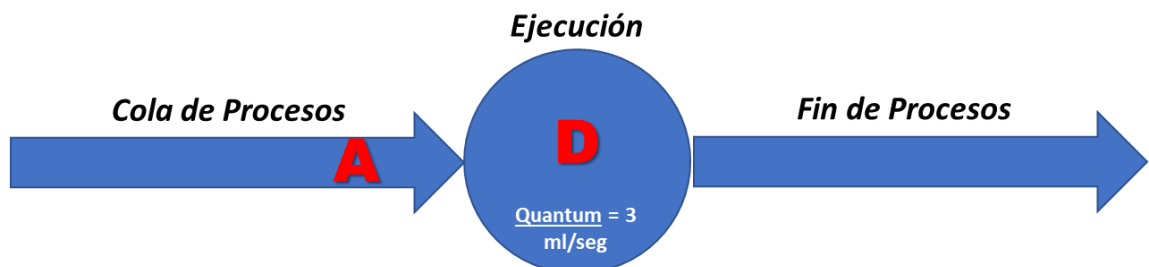 Ejecución
Cola de Procesos
Fin de Procesos
A
D
Quantum = 3
ml/seg